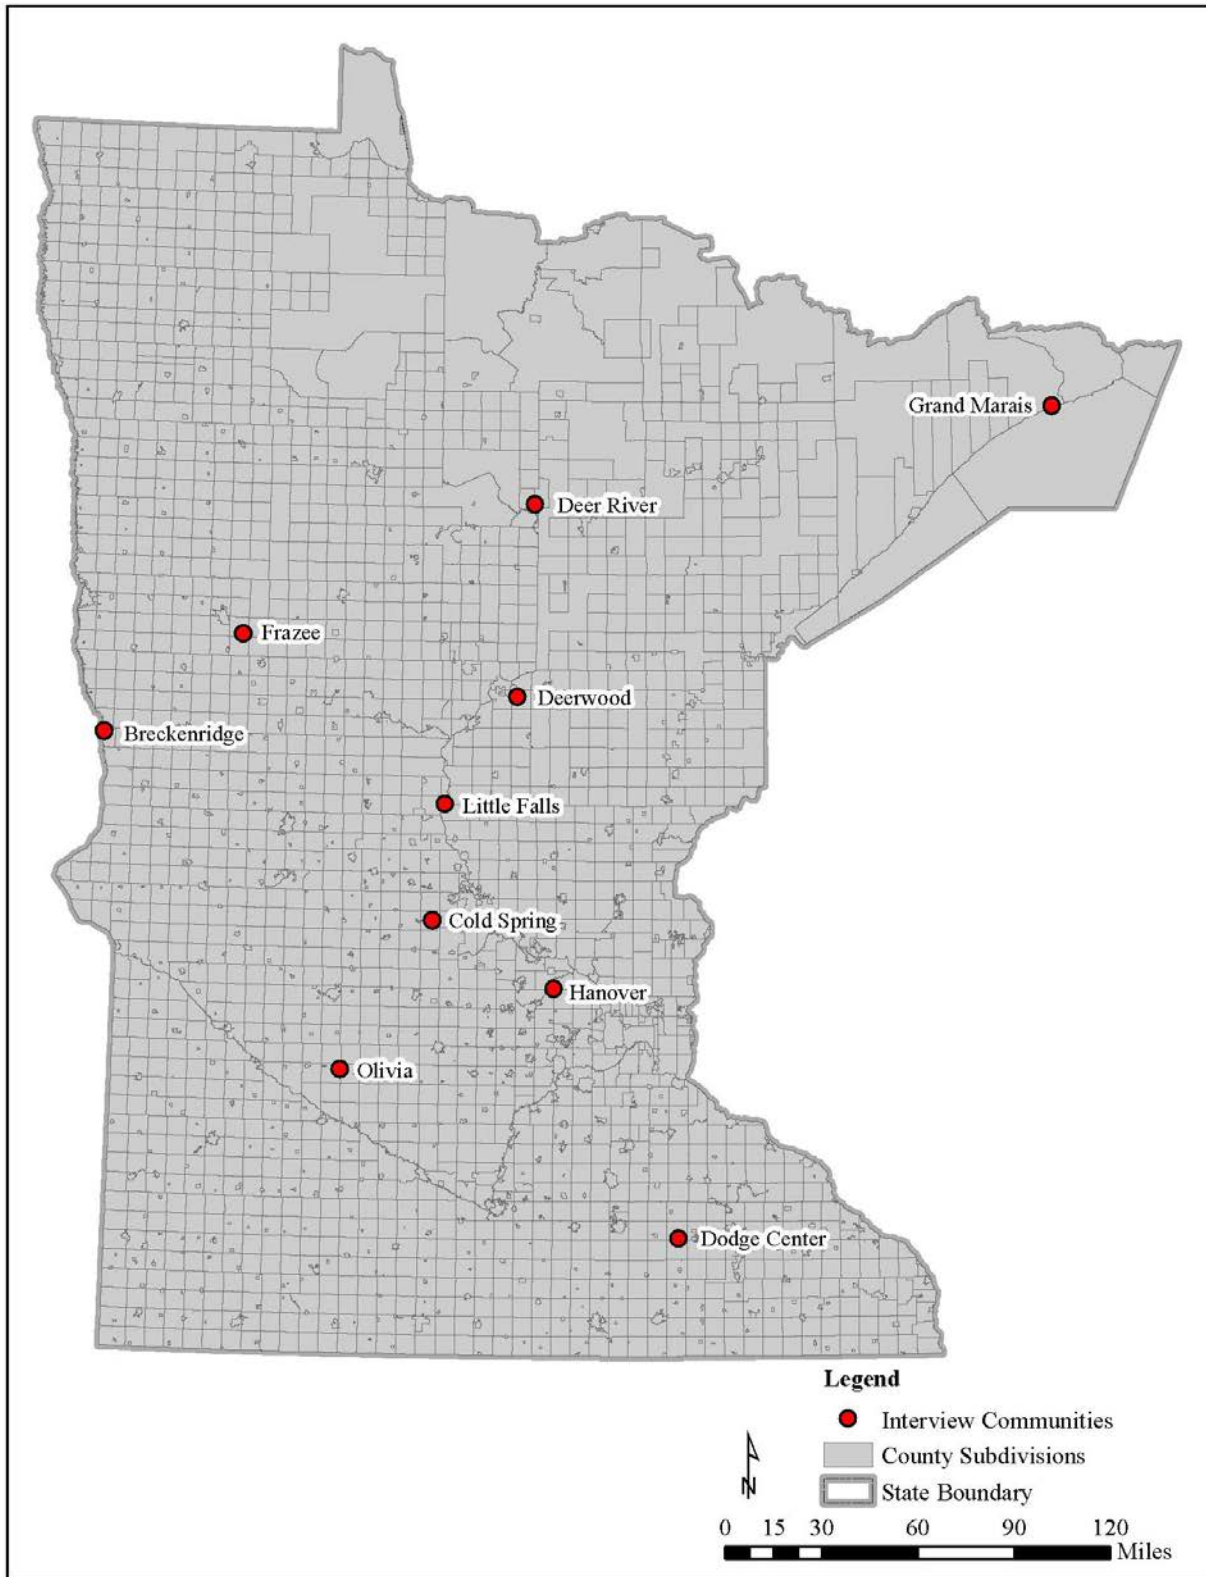 Grand Marais
Deer River
Frazee
Deerwood
Breckenridge
Little Falls
Cold Spring
Hanover
Olivia
Dodge Center
Legend
Interview Communities
County Subdivisions
State Boundary
N
0 15 30 60 90 120
Miles